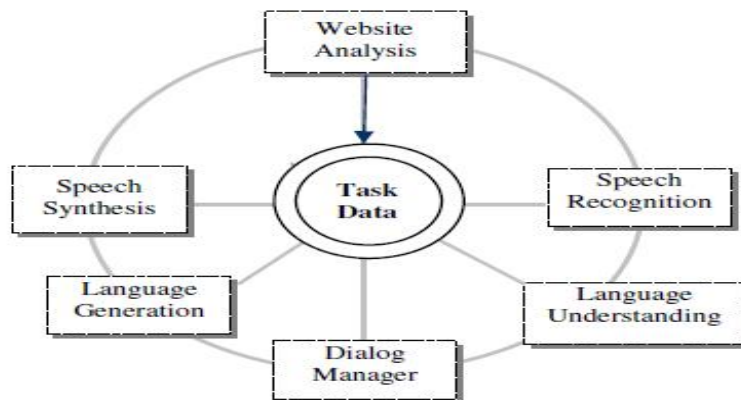 Website
Analysis
Speech
Synthesis
Task
Data
Speech
Recognition
Language
Generation
Language
Understanding
Dialog
Manager